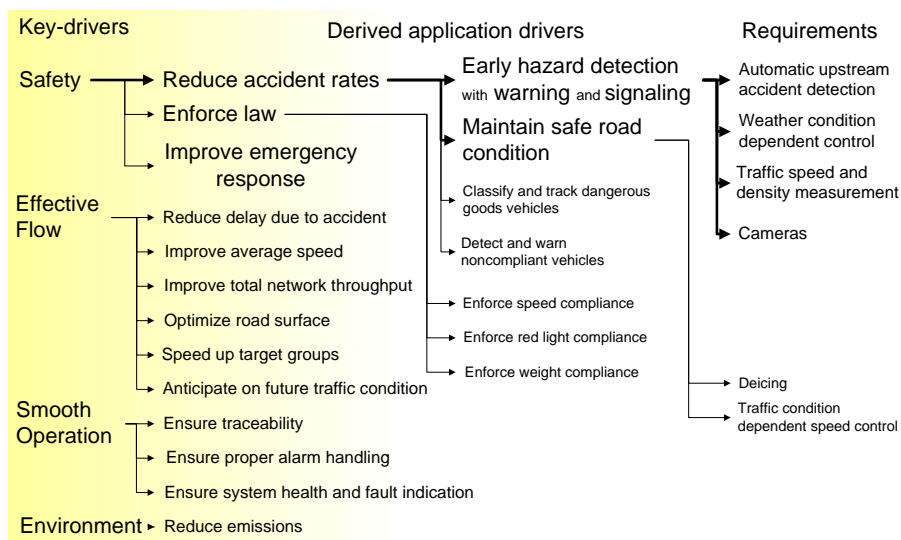 Key-drivers
Derived application drivers
Requirements
Safety
Reduce accident rates
Early hazard detection
with warning and signaling
Automatic upstream
accident detection
Enforce law
Maintain safe road
condition
Weather condition
dependent control
Improve emergency
response
Classify and track dangerous
goods vehicles
Traffic speed and
density measurement
Effective
Flow
Reduce delay due to accident
Detect and warn
noncompliant vehicles
Cameras
Improve average speed
Improve total network throughput
Enforce speed compliance
Optimize road surface
Enforce red light compliance
Speed up target groups
Enforce weight compliance
Anticipate on future traffic condition
Deicing
Smooth
Operation
Ensure traceability
Traffic condition
dependent speed control
Ensure proper alarm handling
Ensure system health and fault indication
Environment
Reduce emissions